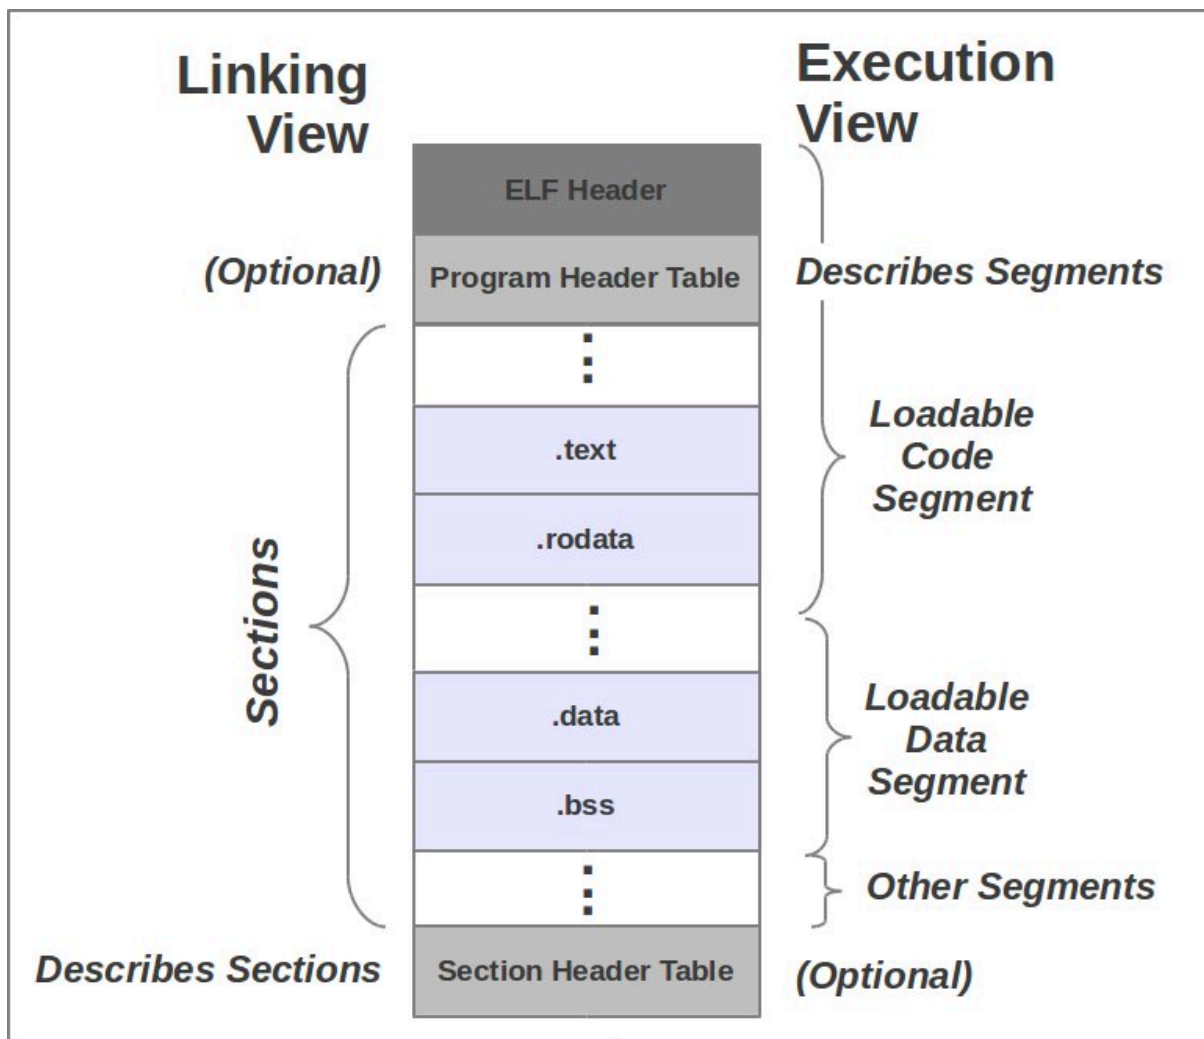 Linking
View
Execution
View
ELF Header
(Optional)
Program Header Table
Describes Segments
.text
.rodata
Loadable
Code
Segment
Sections
.data
.bss
Loadable
Data
Segment
Other Segments
Describes Sections
Section Header Table
(Optional)